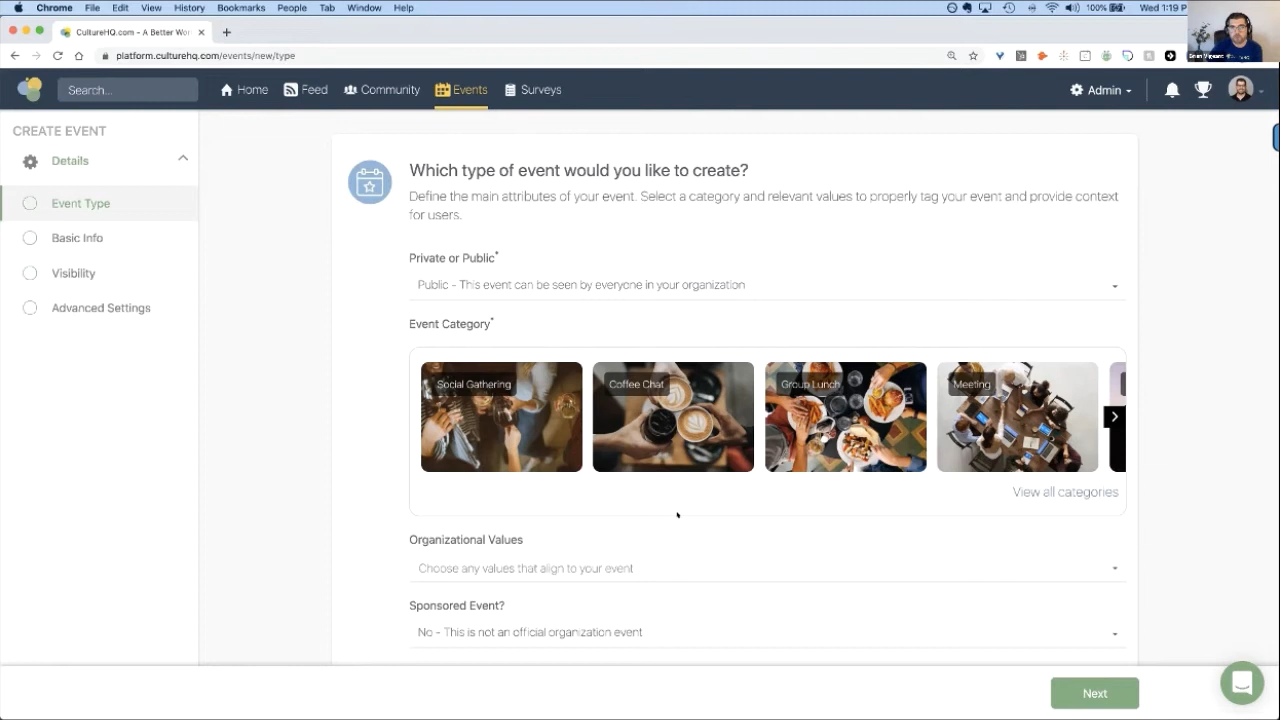 Chrome File Edit View History Bookmarks People Tab Window Help
100% Wed 1:19 P
CultureHQ.com - A Better Wor
platform.culturehq.com/events/new/type
Search...
Home Feed Community Events Surveys
Admin
CREATE EVENT
Details
Event Type
Basic Info
Visibility
Advanced Settings
Which type of event would you like to create?
Define the main attributes of your event. Select a category and relevant values to properly tag your event and provide context
for users.
Private or Public*
Public - This event can be seen by everyone in your organization
Event Category*
Social Gathering
Coffee Chat
Group Lunch
Meeting
View all categories
Organizational Values
Choose any values that align to your event
Sponsored Event?
No - This is not an official organization event
Next